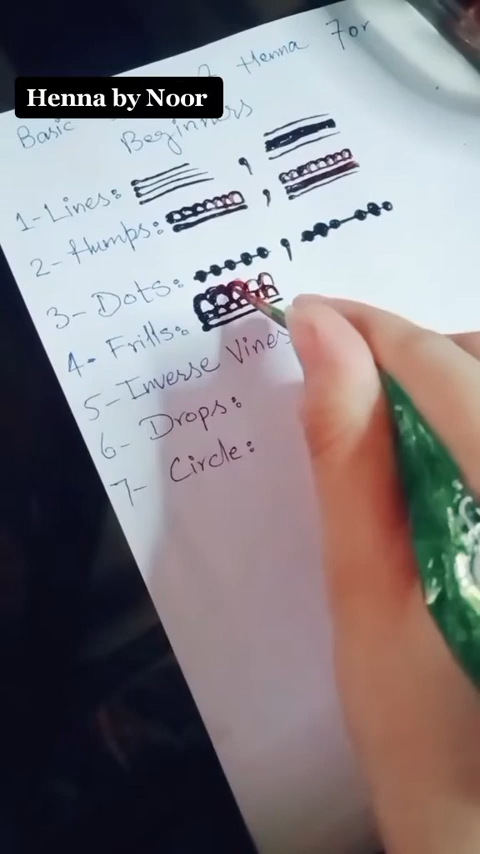 Henna by Noor
Basic Henna For
Beginners
1-Lines: ,
2-Humps: ,
3-Dots: ,
4-Frills:
5-Inverse Vines
6-Drops:
7-Circle: